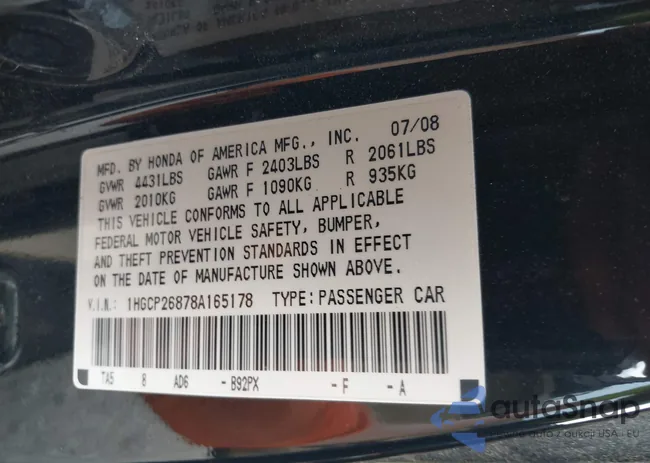 MFD. BY HONDA OF AMERICA MFG., INC. 07/08
GVWR 4431LBS GAWR F 2403LBS R 2061LBS
GVWR 2010KG GAWR F 1090KG R 935KG
THIS VEHICLE CONFORMS TO ALL APPLICABLE
FEDERAL MOTOR VEHICLE SAFETY, BUMPER,
AND THEFT PREVENTION STANDARDS IN EFFECT
ON THE DATE OF MANUFACTURE SHOWN ABOVE.
V.I.N.: 1HGCP26878A165178 TYPE: PASSENGER CAR
TA5 8 AD6 -B92PX -F -A
autoSnap
USA - EU